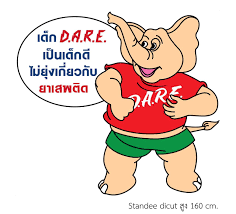 เด็ก D.A.R.E.
เป็นเด็กดี
ไม่ยุ่งเกี่ยวกับ
ยาเสพติด
D.A.R.E
Standee dicut สูง 160 cm.